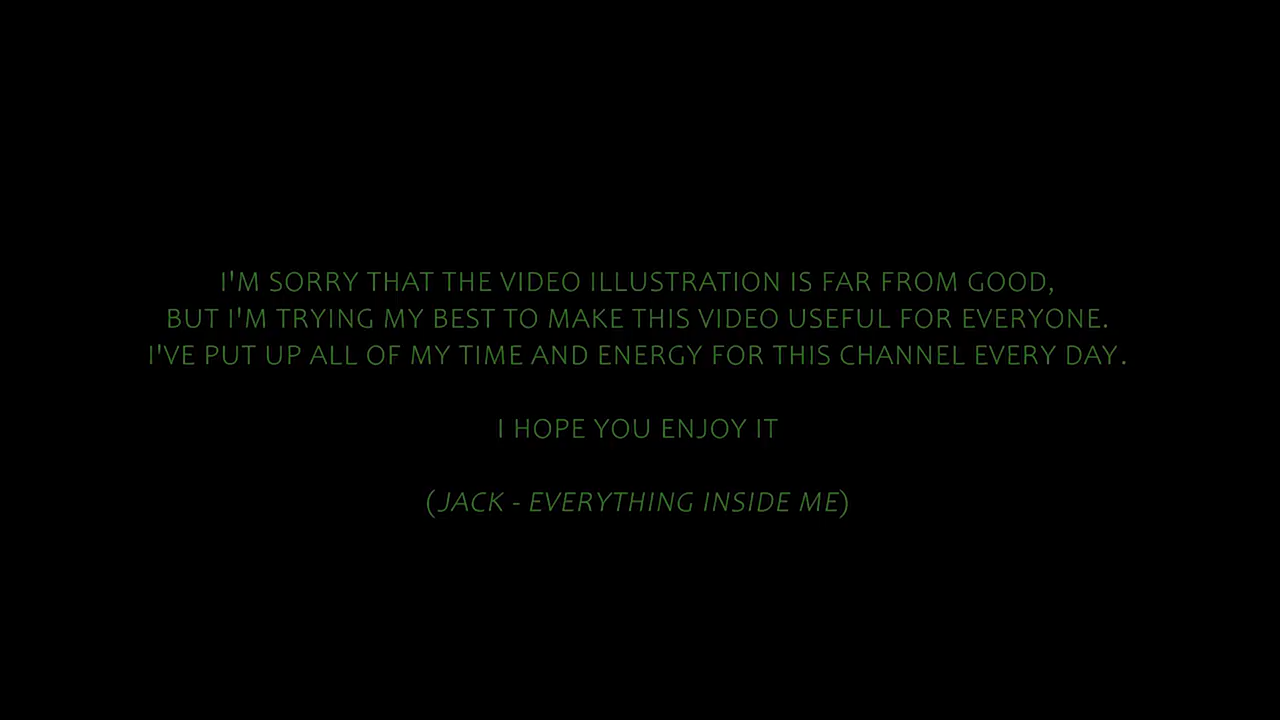 I'M SORRY THAT THE VIDEO ILLUSTRATION IS FAR FROM GOOD,
BUT I'M TRYING MY BEST TO MAKE THIS VIDEO USEFUL FOR EVERYONE.
I'VE PUT UP ALL OF MY TIME AND ENERGY FOR THIS CHANNEL EVERY DAY.
I HOPE YOU ENJOY IT
(JACK - EVERYTHING INSIDE ME)